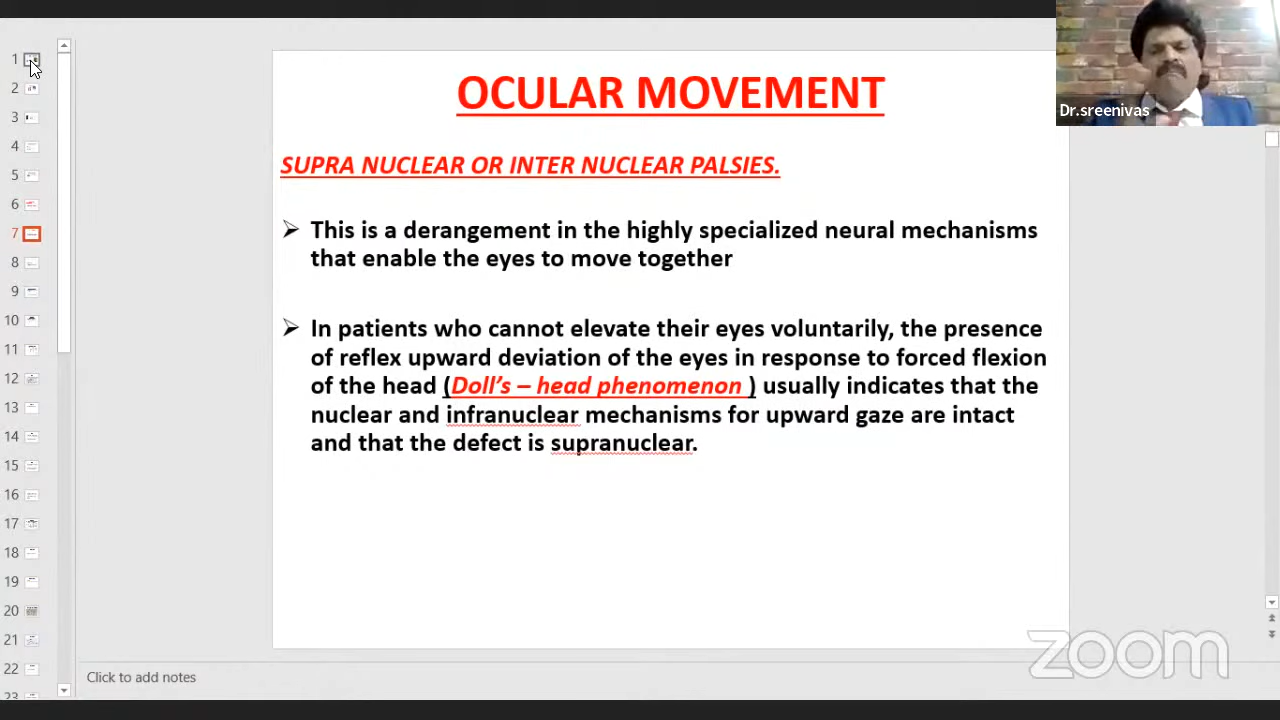 OCULAR MOVEMENT
Dr.sreenivas
SUPRA NUCLEAR OR INTER NUCLEAR PALSIES.
➢ This is a derangement in the highly specialized neural mechanisms
that enable the eyes to move together
➢ In patients who cannot elevate their eyes voluntarily, the presence
of reflex upward deviation of the eyes in response to forced flexion
of the head (Doll's – head phenomenon ) usually indicates that the
nuclear and infranuclear mechanisms for upward gaze are intact
and that the defect is supranuclear.
1
2
3
4
5
6
7
8
9
10
11
12
13
14
15
16
17
18
19
20
21
22
23
Click to add notes
zoom